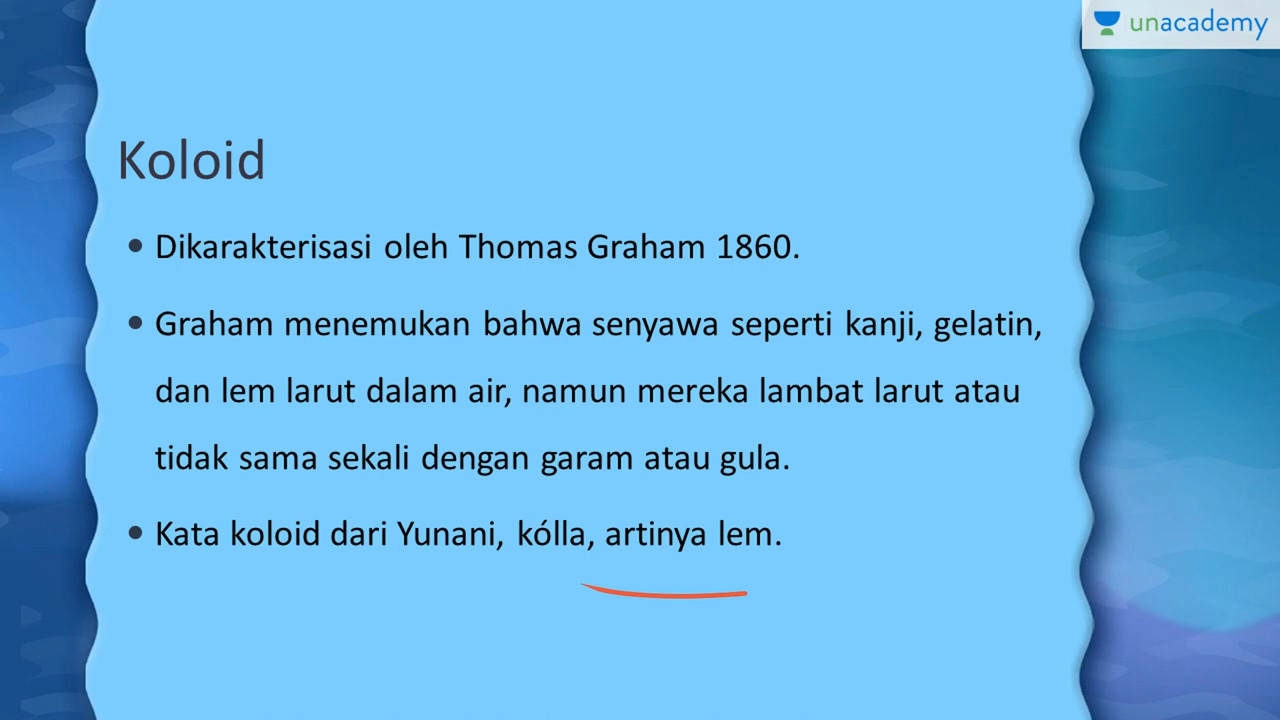 unacademy
Koloid
• Dikarakterisasi oleh Thomas Graham 1860.
• Graham menemukan bahwa senyawa seperti kanji, gelatin,
dan lem larut dalam air, namun mereka lambat larut atau
tidak sama sekali dengan garam atau gula.
• Kata koloid dari Yunani, kólla, artinya lem.